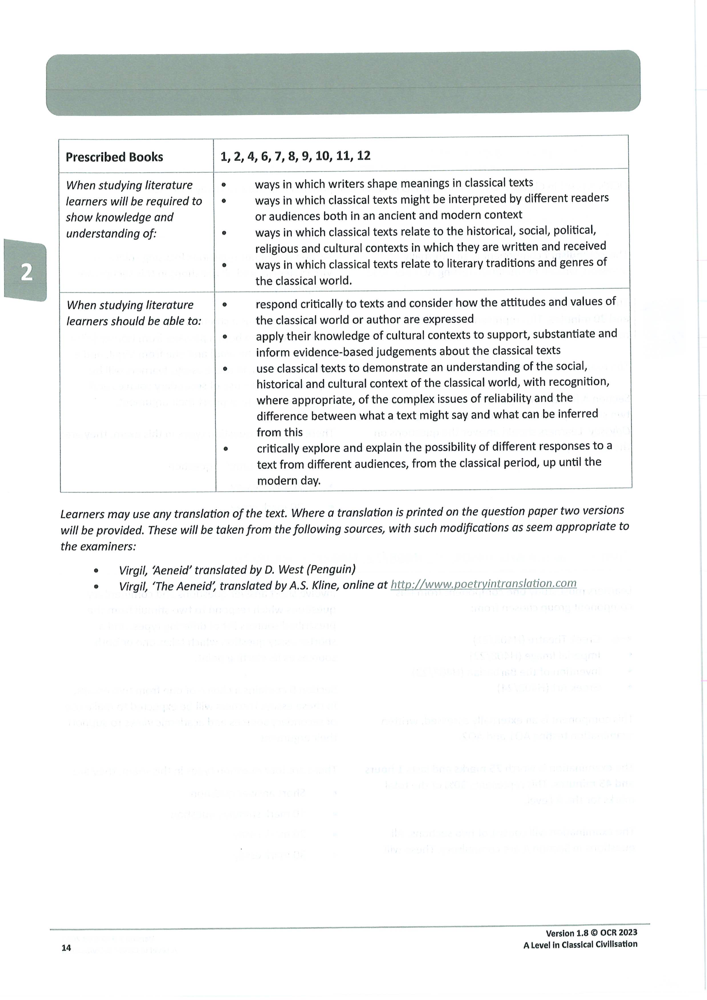 Prescribed Books
1, 2, 4, 6, 7, 8, 9, 10, 11, 12
When studying literature
learners will be required to
show knowledge and
understanding of:
• ways in which writers shape meanings in classical texts
• ways in which classical texts might be interpreted by different readers
or audiences both in an ancient and modern context
• ways in which classical texts relate to the historical, social, political,
religious and cultural contexts in which they are written and received
• ways in which classical texts relate to literary traditions and genres of
the classical world.
2
When studying literature
learners should be able to:
• respond critically to texts and consider how the attitudes and values of
the classical world or author are expressed
• apply their knowledge of cultural contexts to support, substantiate and
inform evidence-based judgements about the classical texts
• use classical texts to demonstrate an understanding of the social,
historical and cultural context of the classical world, with recognition,
where appropriate, of the complex issues of reliability and the
difference between what a text might say and what can be inferred
from this
• critically explore and explain the possibility of different responses to a
text from different audiences, from the classical period, up until the
modern day.
Learners may use any translation of the text. Where a translation is printed on the question paper two versions
will be provided. These will be taken from the following sources, with such modifications as seem appropriate to
the examiners:
• Virgil, ‘Aeneid’ translated by D. West (Penguin)
• Virgil, ‘The Aeneid’, translated by A.S. Kline, online at http://www.poetryintranslation.com
14
Version 1.8 © OCR 2023
A Level in Classical Civilisation